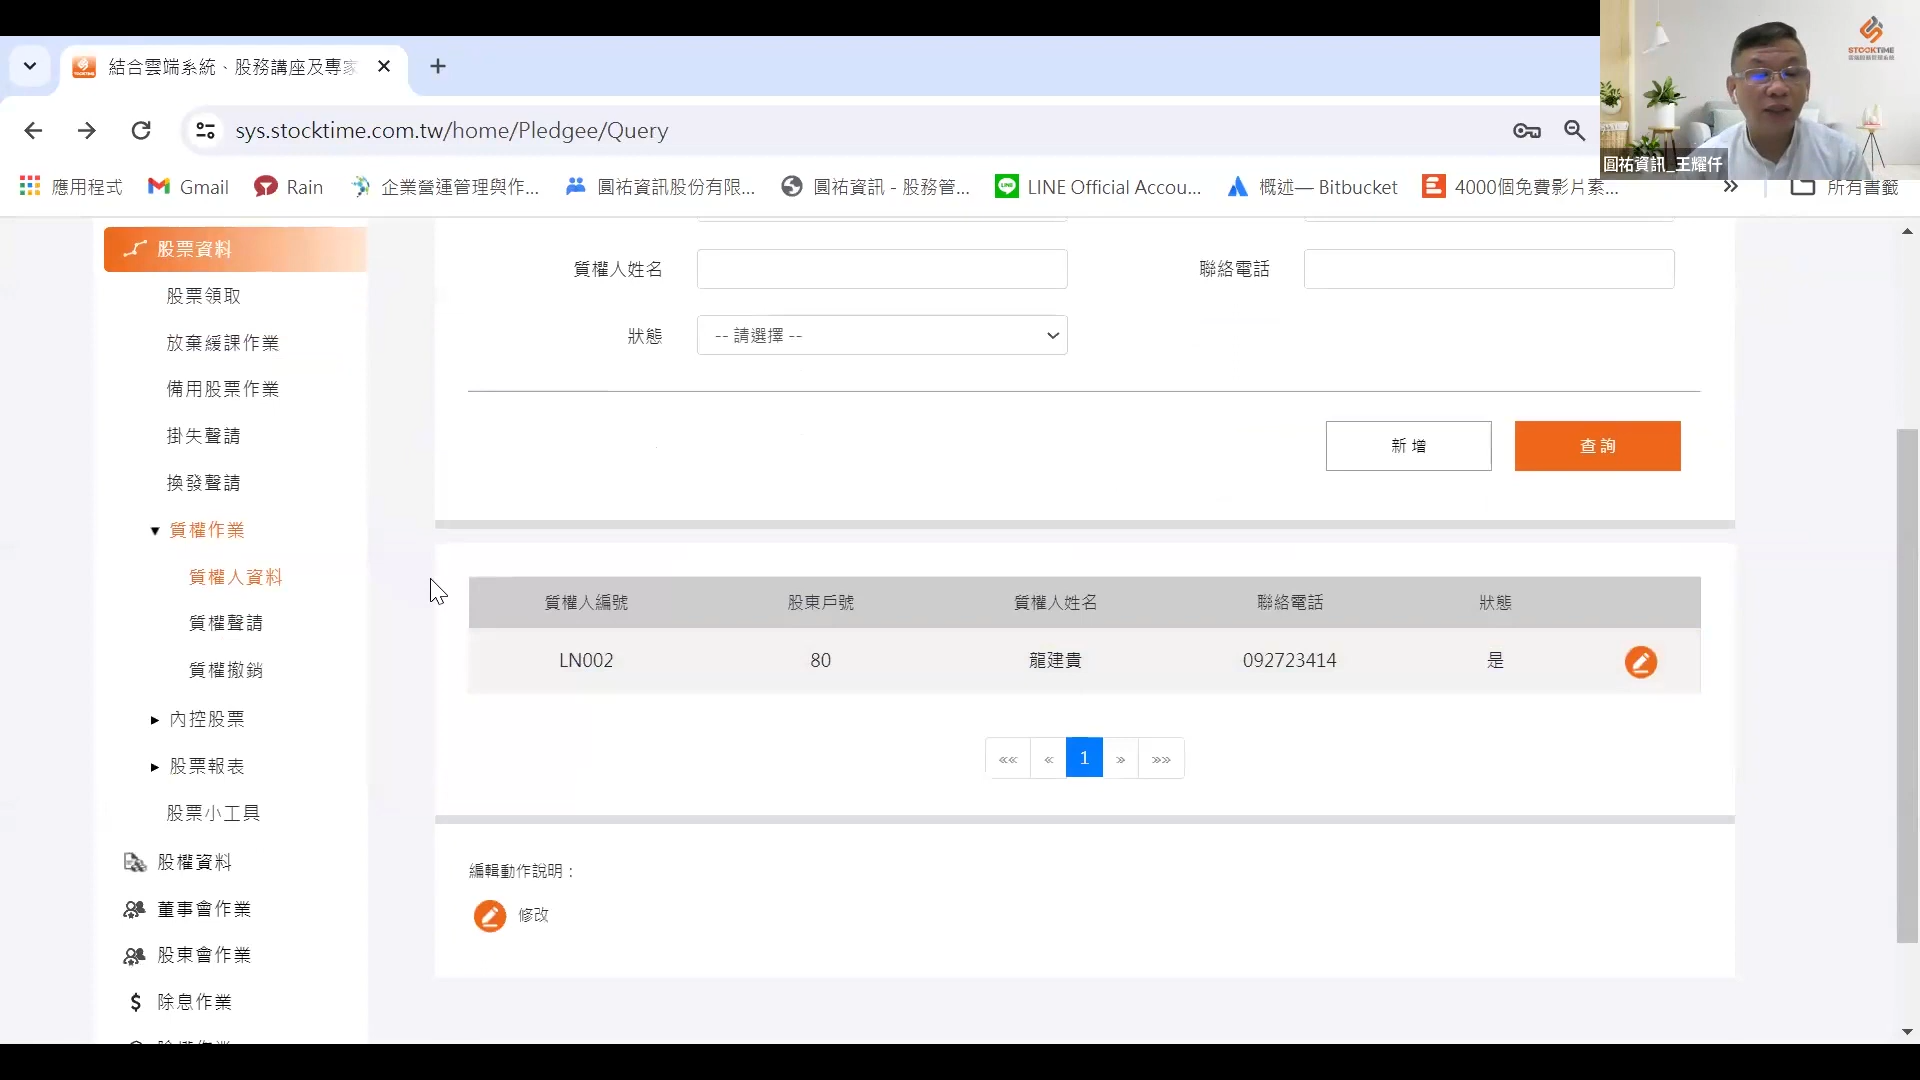 結合雲端系統、股務講座及專家
STOCKTIME
sys.stocktime.com.tw/home/Pledgee/Query
圓祐資訊_王耀仟
應用程式
Gmail
Rain
企業營運管理與作...
圓祐資訊股份有限...
圓祐資訊 - 股務管...
LINE Official Accou...
概述— Bitbucket
4000個免費影片素...
所有書籤
股票資料
股票領取
放棄緩課作業
備用股票作業
掛失聲請
換發聲請
▼ 質權作業
質權人資料
質權聲請
質權撤銷
► 內控股票
► 股票報表
股票小工具
股權資料
董事會作業
股東會作業
$ 除息作業
質權人姓名
聯絡電話
狀態
-- 請選擇 --
新增
查詢
質權人編號 股東戶號 質權人姓名 聯絡電話 狀態
LN002 80 龍建貴 092723414 是
«« « 1 » »»
編輯動作說明：
修改